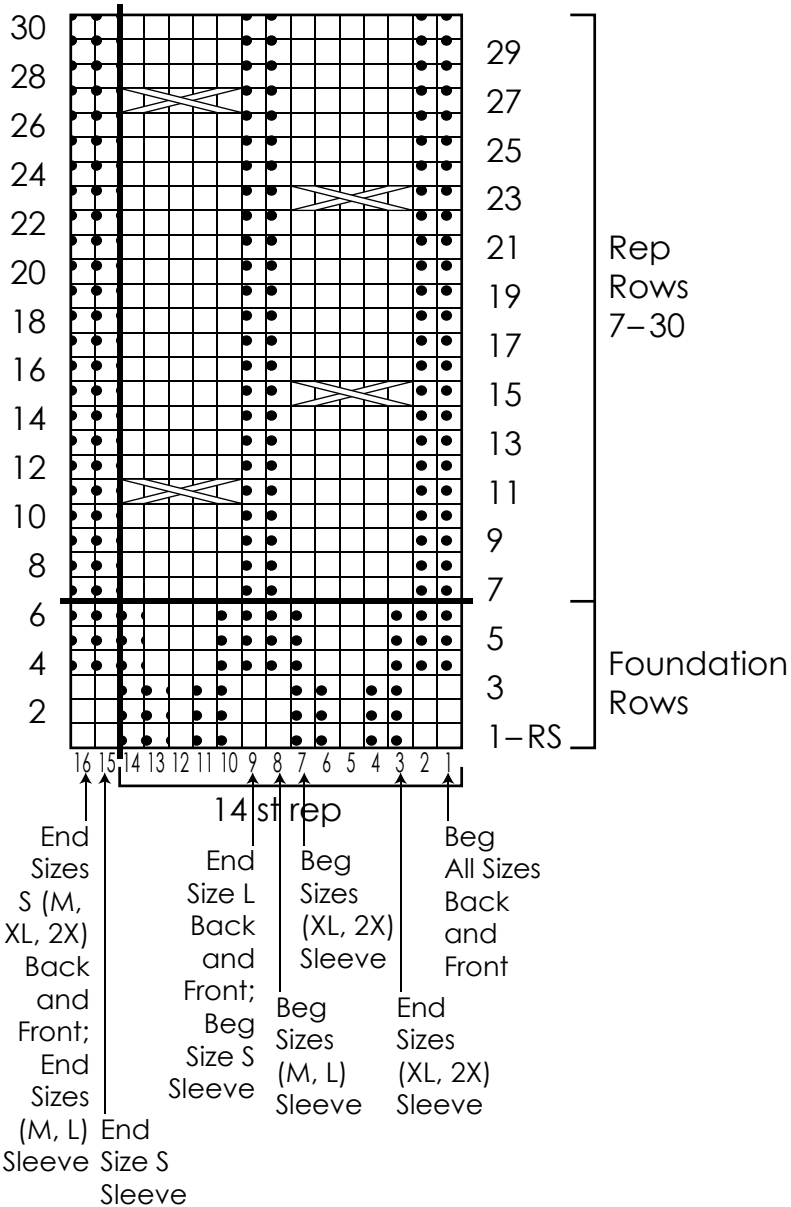 30
29
28
27
26
25
24
23
22
21
20
19
18
17
16
15
14
13
12
11
10
9
8
7
6
5
4
3
2
1–RS
Rep
Rows
7–30
Foundation
Rows
16 15 14 13 12 11 10 9 8 7 6 5 4 3 2 1
14 st rep
End
Sizes
S (M,
XL, 2X)
Back
and
Front;
End
Sizes
(M, L)
Sleeve
End
Size S
Sleeve
End
Size L
Back
and
Front;
Beg
Size S
Sleeve
Beg
Sizes
(M, L)
Sleeve
Beg
Sizes
(XL, 2X)
Sleeve
End
Sizes
(XL, 2X)
Sleeve
Beg
All Sizes
Back
and
Front